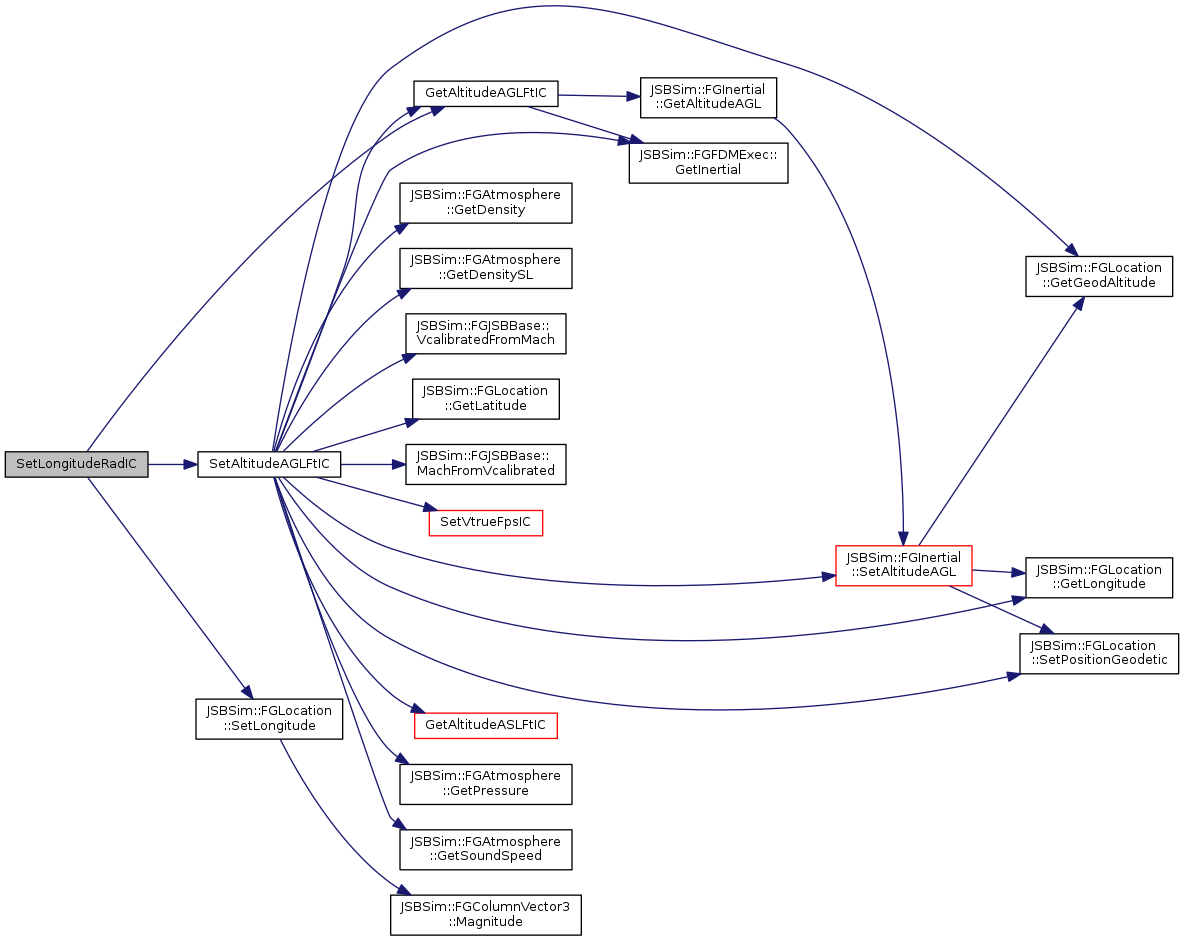 SetLongitudeRadIC
SetAltitudeAGLFtIC
JSBSim::FGLocation
::SetLongitude
GetAltitudeAGLFtIC
JSBSim::FGAtmosphere
::GetDensity
JSBSim::FGAtmosphere
::GetDensitySL
JSBSim::FGJSBBase::
VcalibratedFromMach
JSBSim::FGLocation
::GetLatitude
JSBSim::FGJSBBase::
MachFromVcalibrated
SetVtrueFpsIC
GetAltitudeASLFtIC
JSBSim::FGAtmosphere
::GetPressure
JSBSim::FGAtmosphere
::GetSoundSpeed
JSBSim::FGColumnVector3
::Magnitude
JSBSim::FGInertial
::GetAltitudeAGL
JSBSim::FGFDMExec::
GetInertial
JSBSim::FGInertial
::SetAltitudeAGL
JSBSim::FGLocation
::GetGeodAltitude
JSBSim::FGLocation
::GetLongitude
JSBSim::FGLocation
::SetPositionGeodetic